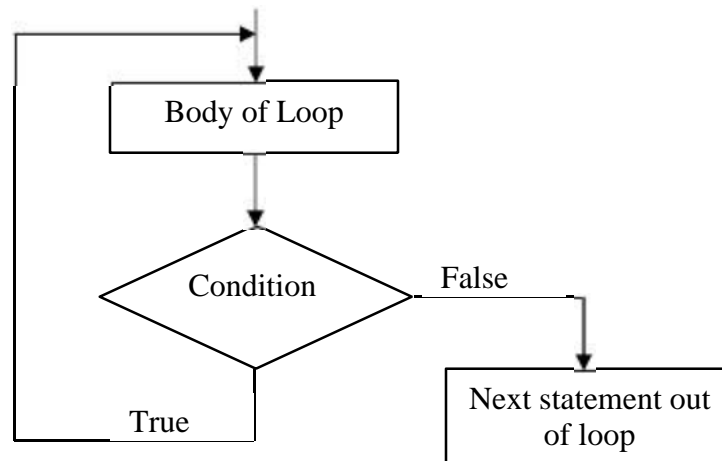 Body of Loop
Condition
False
True
Next statement out
of loop